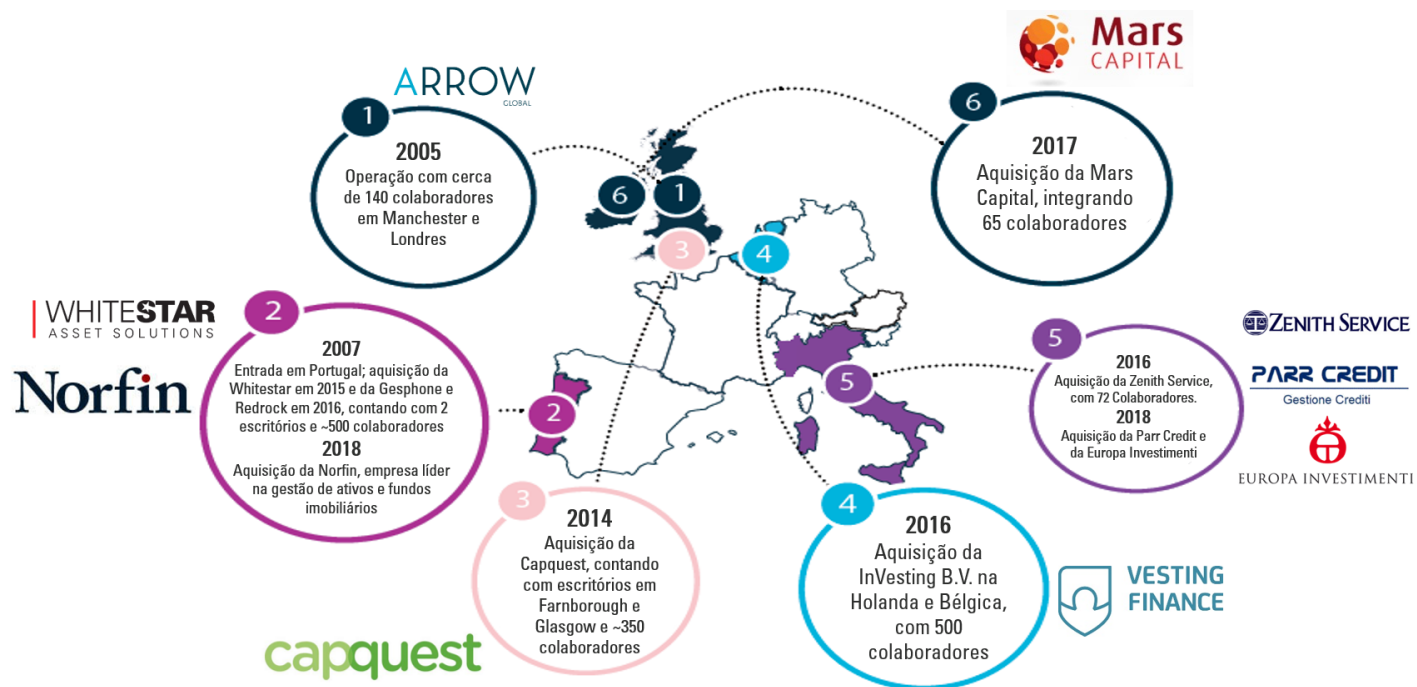 ARROW
GLOBAL
1
2005
Operação com cerca
de 140 colaboradores
em Manchester e
Londres
Mars
CAPITAL
6
2017
Aquisição da Mars
Capital, integrando
65 colaboradores
6
1
3
4
5
2
WHITESTAR
ASSET SOLUTIONS
Norfin
2
2007
Entrada em Portugal; aquisição da
Whitestar em 2015 e da Gesphone e
Redrock em 2016, contando com 2
escritórios e ~500 colaboradores
2018
Aquisição da Norfin, empresa líder
na gestão de ativos e fundos
imobiliários
5
2016
Aquisição da Zenith Service,
com 72 Colaboradores.
2018
Aquisição da Parr Credit e
da Europa Investimenti
ZENITH SERVICE
PARR CREDIT
Gestione Crediti
EUROPA INVESTIMENTI
3
2014
Aquisição da
Capquest, contando
com escritórios em
Farnborough e
Glasgow e ~350
colaboradores
capquest
4
2016
Aquisição da
InVesting B.V. na
Holanda e Bélgica,
com 500
colaboradores
VESTING
FINANCE